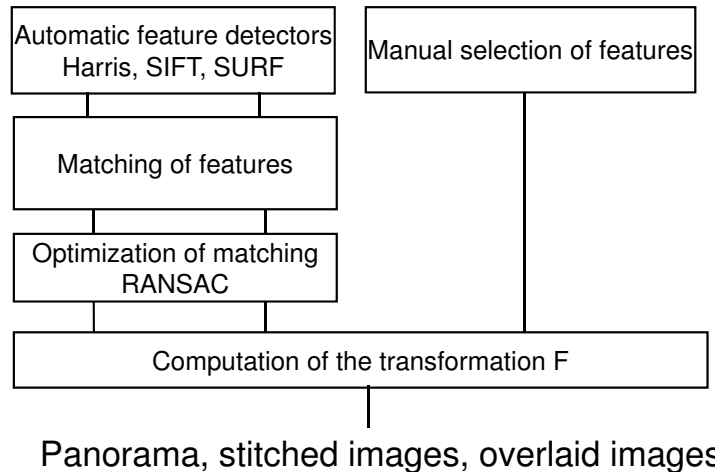 Automatic feature detectors
Harris, SIFT, SURF
Manual selection of features
Matching of features
Optimization of matching
RANSAC
Computation of the transformation F
Panorama, stitched images, overlaid images